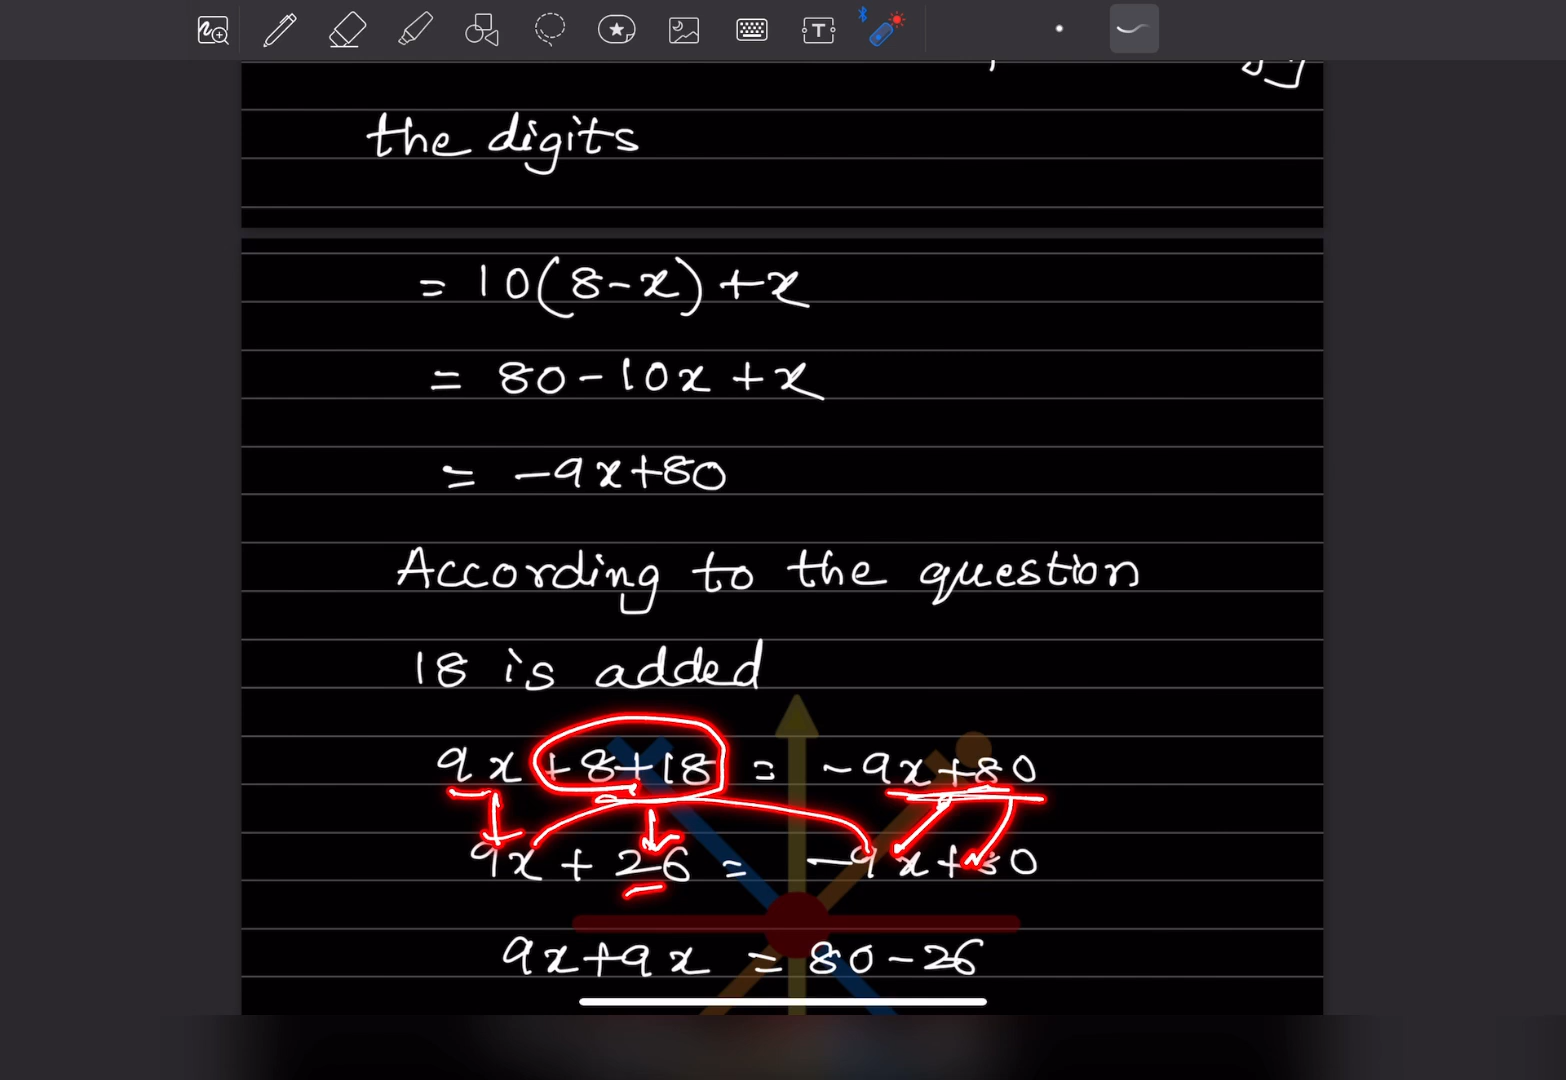 the digits
= 10(8-x)+x
= 80-10x+x
= -9x+80
According to the question
18 is added
9x+8+18 = -9x+80
9x+26 = -9x+80
9x+9x = 80-26